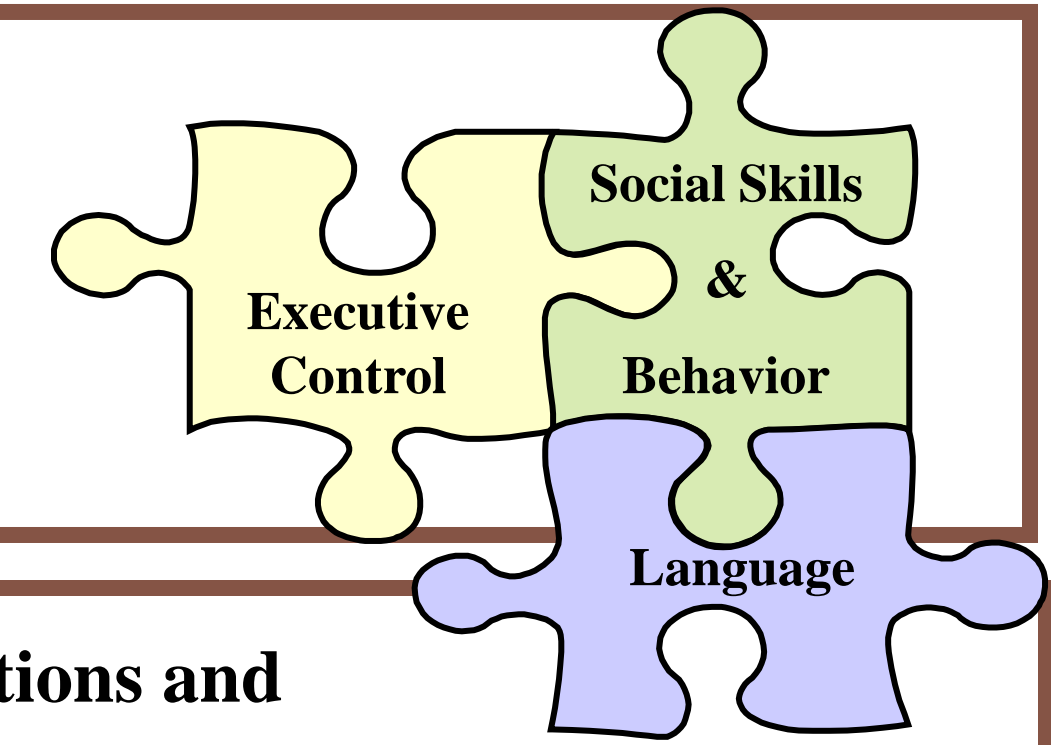 Executive
Control
Social Skills
&
Behavior
Language
tions and